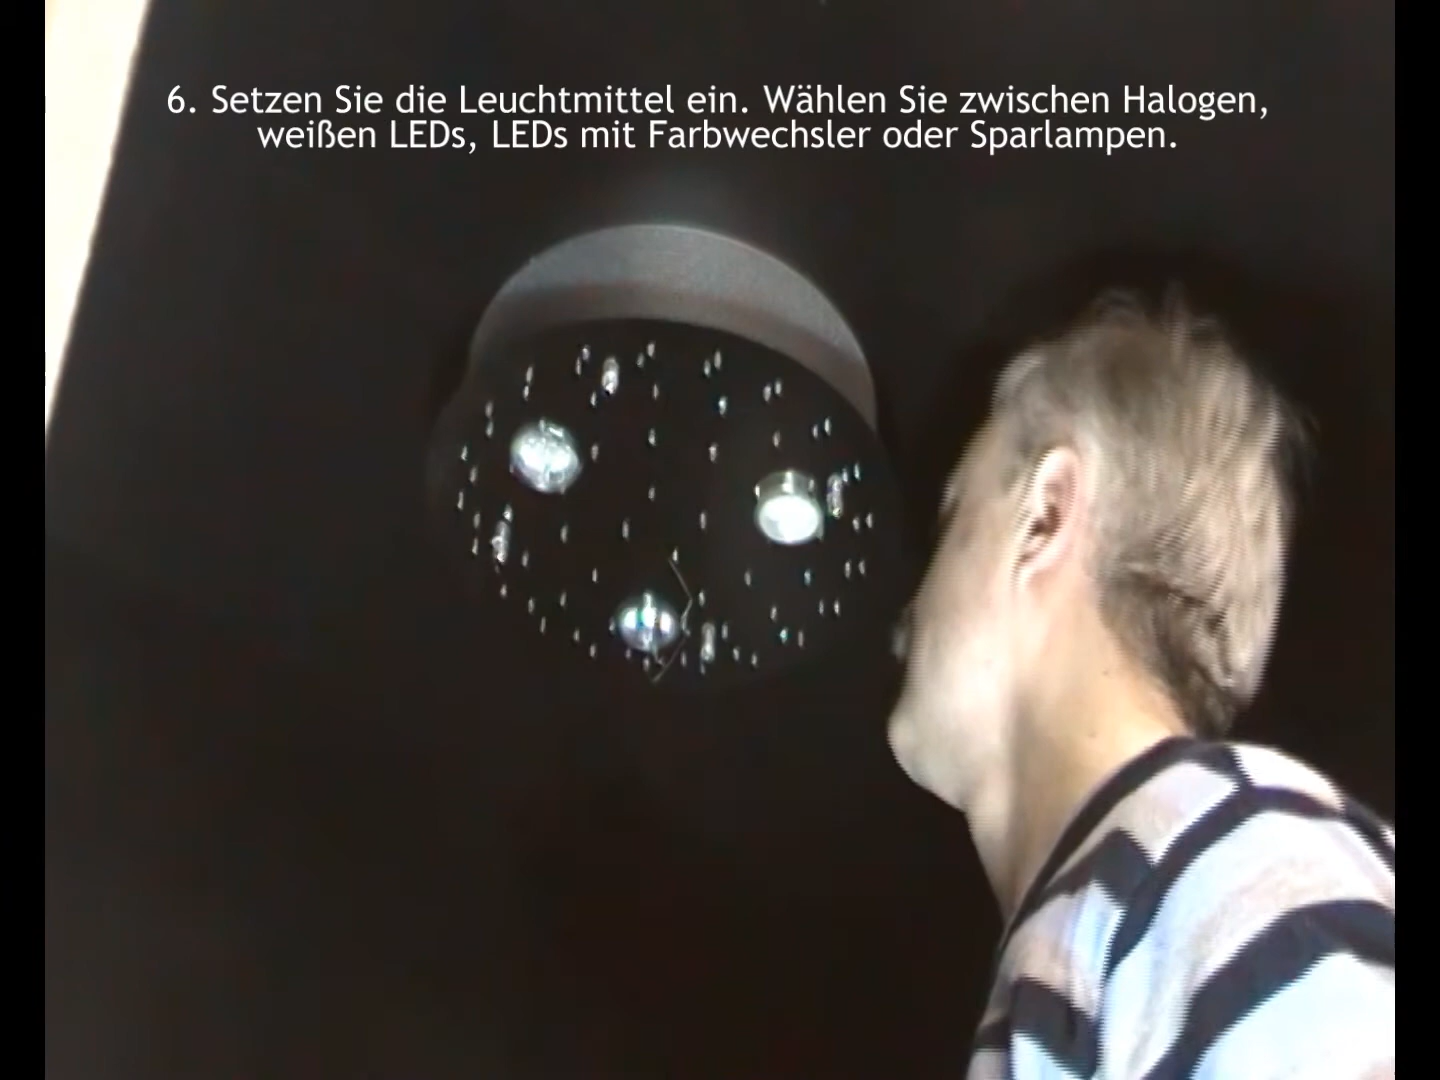 6. Setzen Sie die Leuchtmittel ein. Wählen Sie zwischen Halogen,
weißen LEDs, LEDs mit Farbwechsler oder Sparlampen.